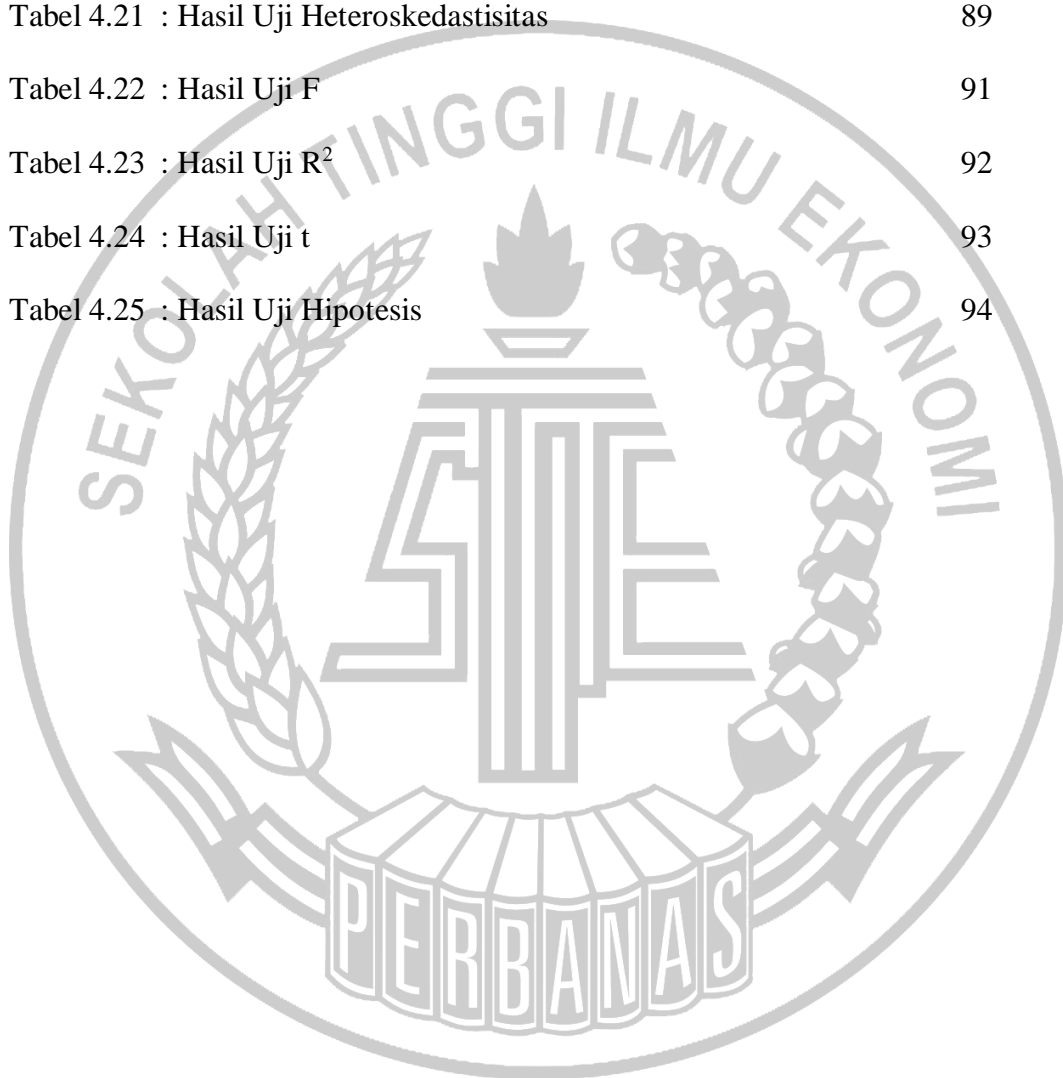 Tabel 4.21 : Hasil Uji Heteroskedastisitas 89
Tabel 4.22 : Hasil Uji F 91
Tabel 4.23 : Hasil Uji R² 92
Tabel 4.24 : Hasil Uji t 93
Tabel 4.25 : Hasil Uji Hipotesis 94
SEKOLAH TINGGI ILMU EKONOMI
STIE
PERBANAS